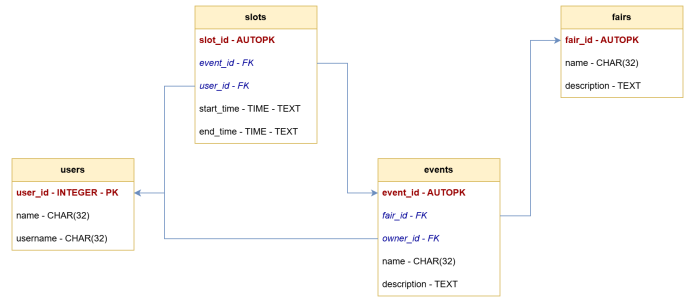 slots
slot_id - AUTOPK
event_id - FK
user_id - FK
start_time - TIME - TEXT
end_time - TIME - TEXT
fairs
fair_id - AUTOPK
name - CHAR(32)
description - TEXT
users
user_id - INTEGER - PK
name - CHAR(32)
username - CHAR(32)
events
event_id - AUTOPK
fair_id - FK
owner_id - FK
name - CHAR(32)
description - TEXT